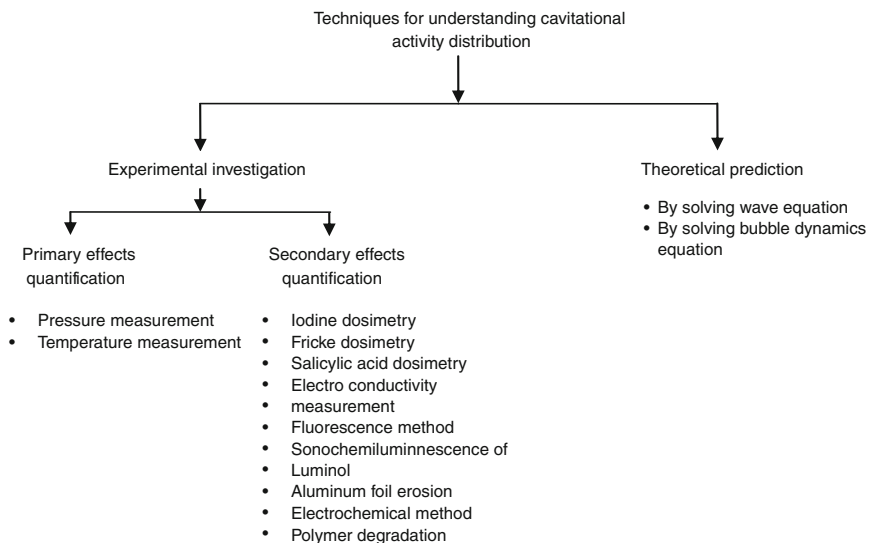 Techniques for understanding cavitational
activity distribution
Experimental investigation
Theoretical prediction
• By solving wave equation
• By solving bubble dynamics
equation
Primary effects
quantification
Secondary effects
quantification
• Pressure measurement
• Temperature measurement
• Iodine dosimetry
• Fricke dosimetry
• Salicylic acid dosimetry
• Electro conductivity
• measurement
• Fluorescence method
• Sonochemiluminnescence of
• Luminol
• Aluminum foil erosion
• Electrochemical method
• Polymer degradation